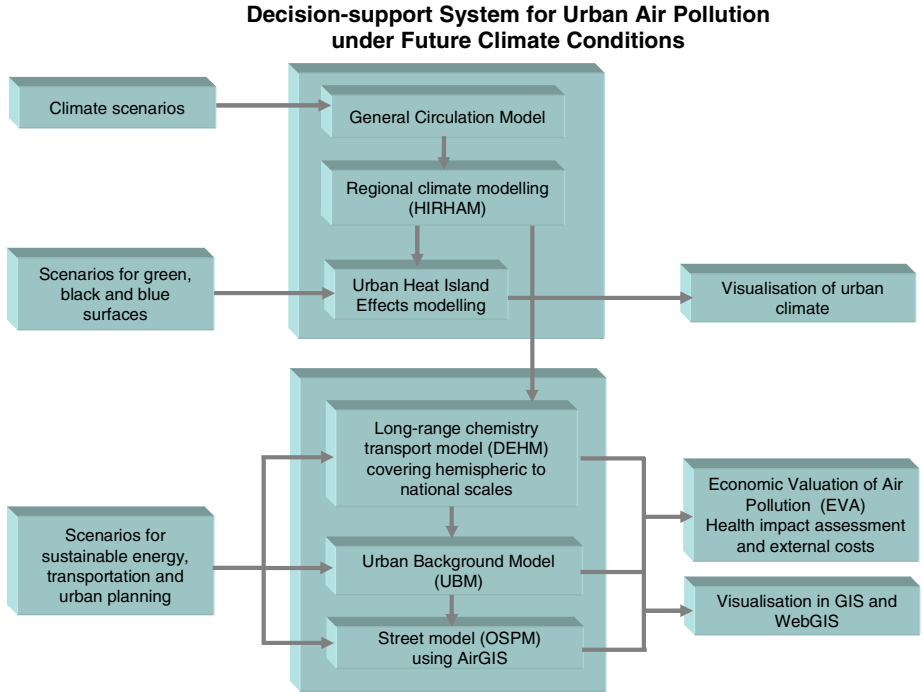 Decision-support System for Urban Air Pollution
under Future Climate Conditions
Climate scenarios
General Circulation Model
Regional climate modelling
(HIRHAM)
Scenarios for green,
black and blue
surfaces
Urban Heat Island
Effects modelling
Visualisation of urban
climate
Long-range chemistry
transport model (DEHM)
covering hemispheric to
national scales
Economic Valuation of Air
Pollution (EVA)
Health impact assessment
and external costs
Scenarios for
sustainable energy,
transportation and
urban planning
Urban Background Model
(UBM)
Visualisation in GIS and
WebGIS
Street model (OSPM)
using AirGIS